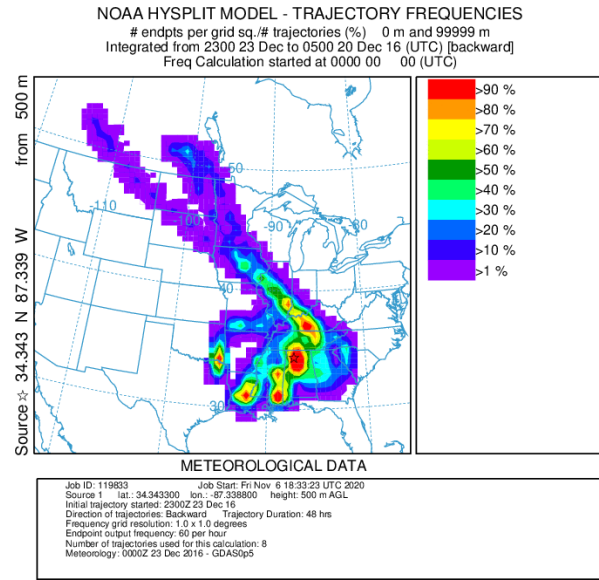 NOAA HYSPLIT MODEL - TRAJECTORY FREQUENCIES
# endpts per grid sq./# trajectories (%)    0 m and 99999 m
Integrated from 2300 23 Dec to 0500 20 Dec 16 (UTC) [backward]
Freq Calculation started at 0000 00    00 (UTC)
Source ☆ 34.343 N 87.339 W    from 500 m
-110
-100
-90
-80
50
40
30
>90 %
>80 %
>70 %
>60 %
>50 %
>40 %
>30 %
>20 %
>10 %
>1 %
METEOROLOGICAL DATA
Job ID: 119833    Job Start: Fri Nov 6 18:33:23 UTC 2020
Source 1    lat.: 34.343300    lon.: -87.338800    height: 500 m AGL
Initial trajectory started: 2300Z 23 Dec 16
Direction of trajectories: Backward    Trajectory Duration: 48 hrs
Frequency grid resolution: 1.0 x 1.0 degrees
Endpoint output frequency: 60 per hour
Number of trajectories used for this calculation: 8
Meteorology: 0000Z 23 Dec 2016 - GDAS0p5